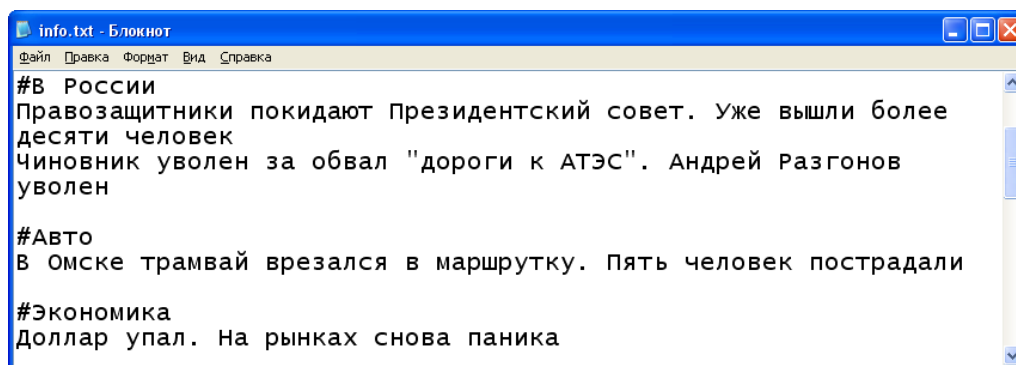 info.txt - Блокнот
Файл Правка Формат Вид Справка
#В России
Правозащитники покидают Президентский совет. Уже вышли более
десяти человек
Чиновник уволен за обвал "дороги к АТЭС". Андрей Разгонов
уволен
#Авто
В Омске трамвай врезался в маршрутку. Пять человек пострадали
#Экономика
Доллар упал. На рынках снова паника